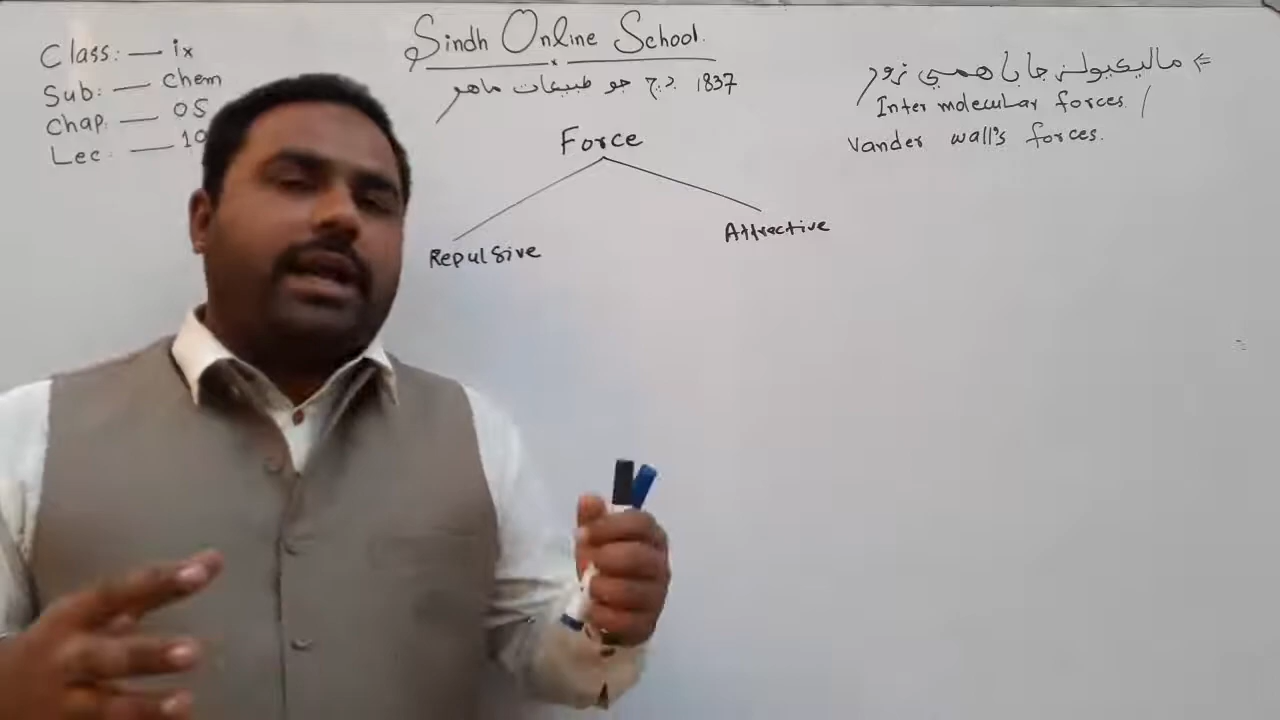 Class: — ix
Sub: — chem
Chap — 05
Lec — 10
Sindh Online School.
1837 د.ج جو طبيعات ماهر
Force
Repulsive
Attractive
⇐ ماليڪيولز جا باهمي زور
Inter molecular forces /
Vander wall's forces.